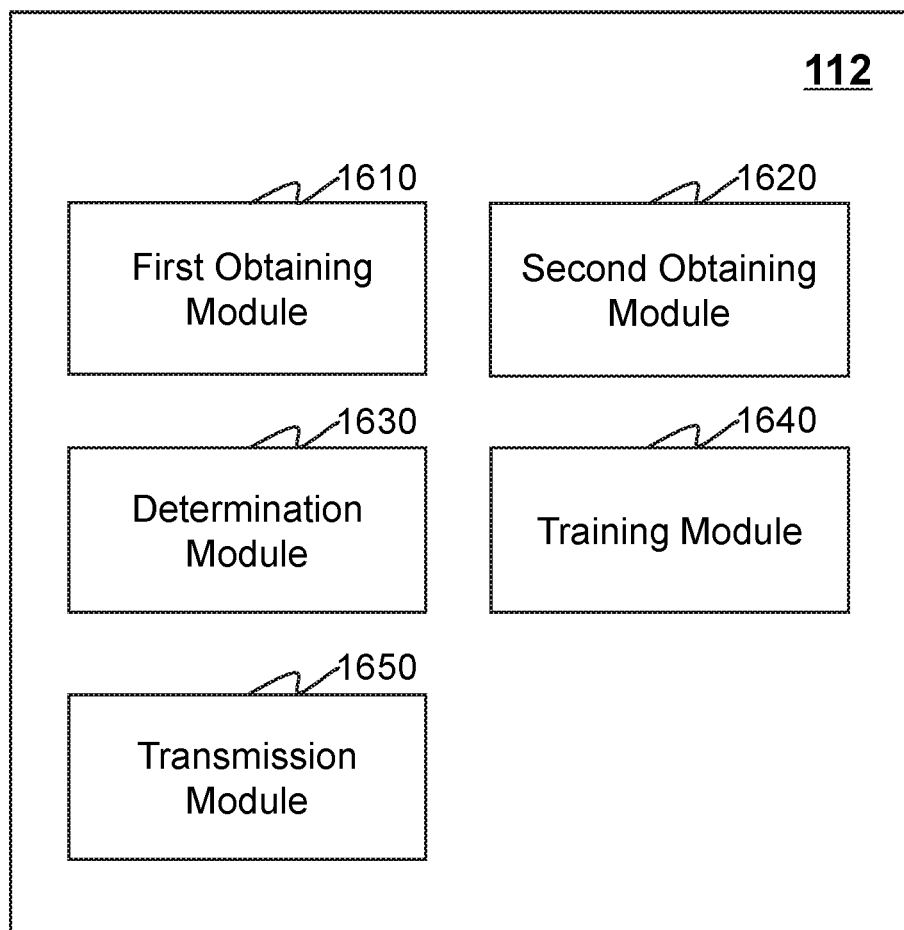 112
1610
First Obtaining
Module
1620
Second Obtaining
Module
1630
Determination
Module
1640
Training Module
1650
Transmission
Module